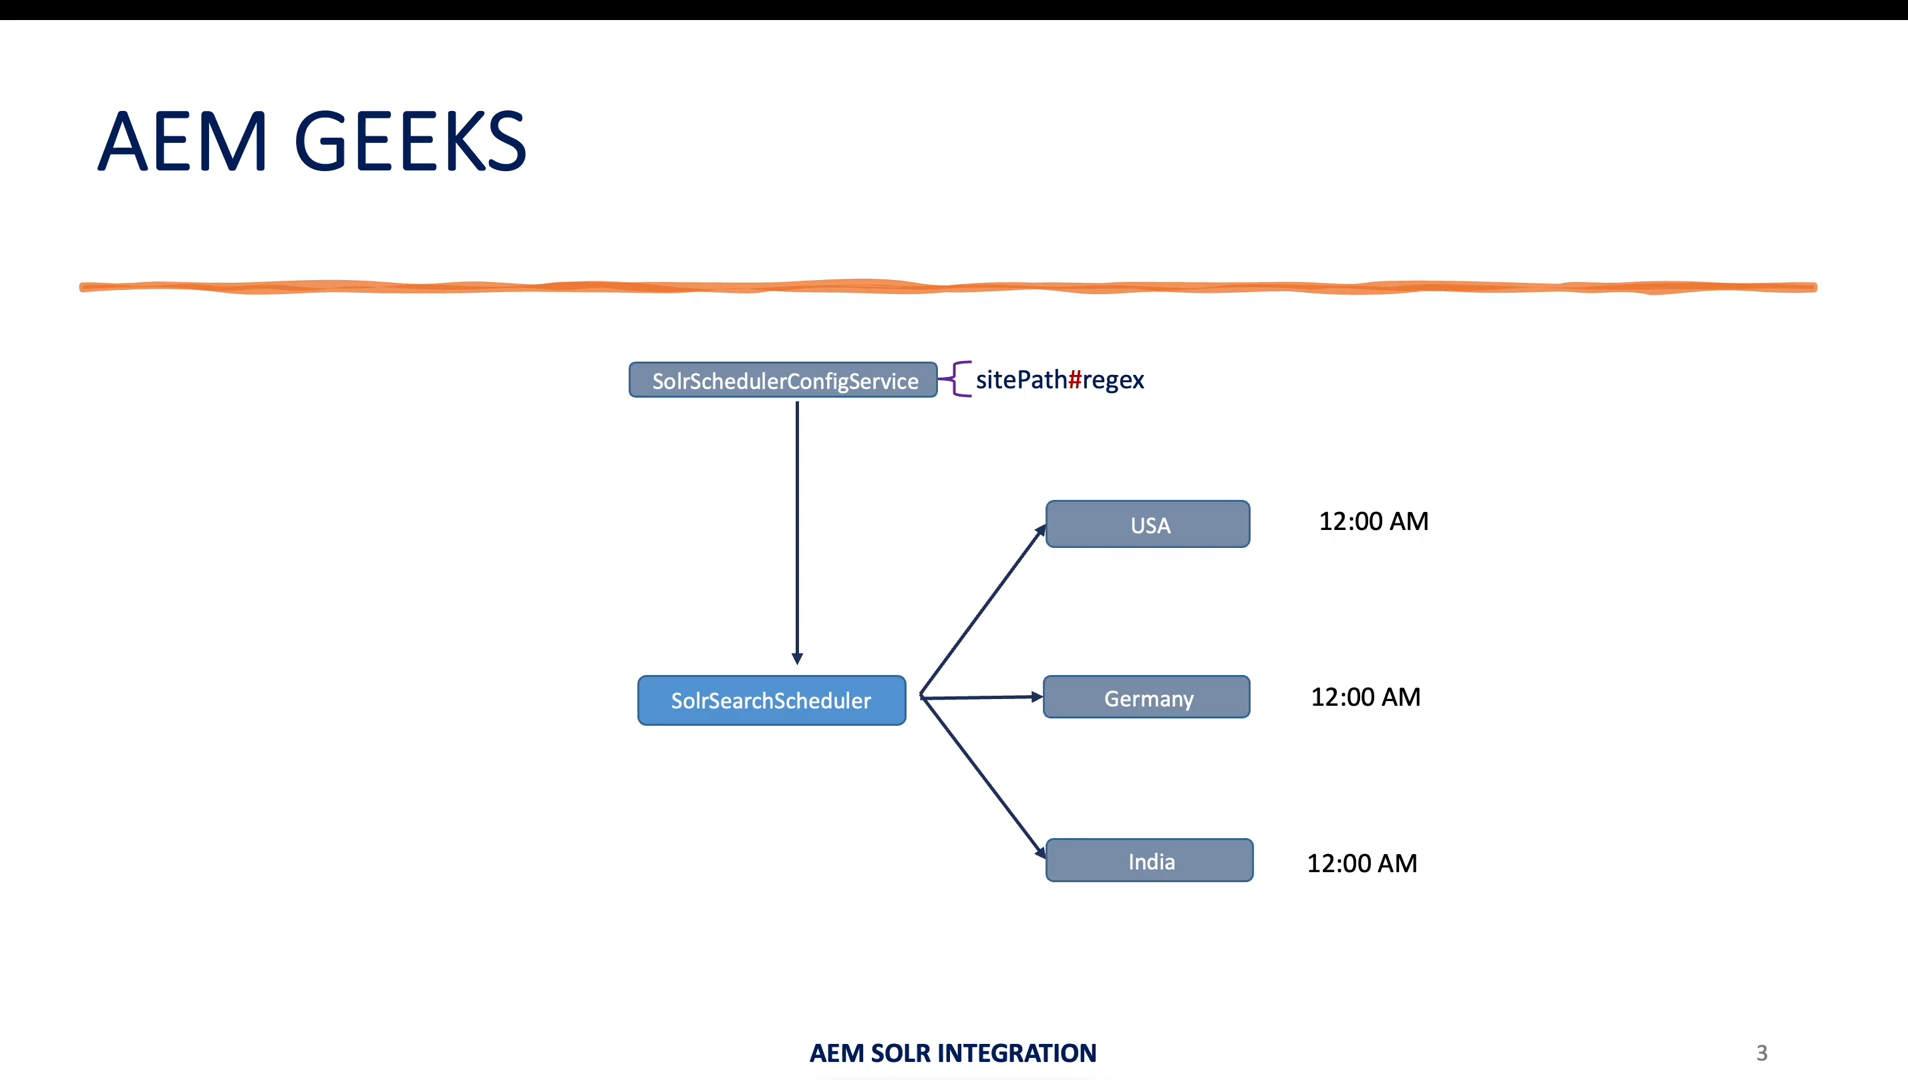 AEM GEEKS
SolrSchedulerConfigService
sitePath#regex
USA
12:00 AM
SolrSearchScheduler
Germany
12:00 AM
India
12:00 AM
AEM SOLR INTEGRATION
3